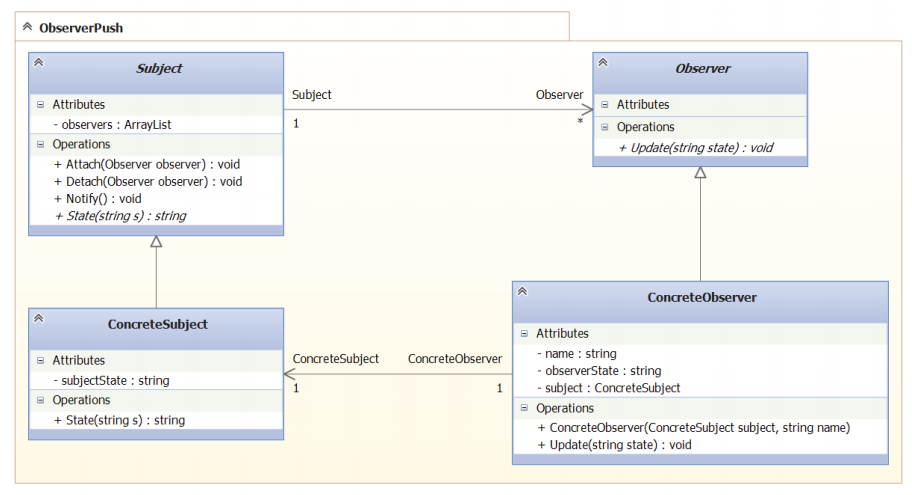 ObserverPush
Subject
Attributes
- observers : ArrayList
Operations
+ Attach(Observer observer) : void
+ Detach(Observer observer) : void
+ Notify() : void
+ State(string s) : string
Subject
Observer
1
*
Observer
Attributes
Operations
+ Update(string state) : void
ConcreteSubject
Attributes
- subjectState : string
Operations
+ State(string s) : string
ConcreteSubject
ConcreteObserver
1
1
ConcreteObserver
Attributes
- name : string
- observerState : string
- subject : ConcreteSubject
Operations
+ ConcreteObserver(ConcreteSubject subject, string name)
+ Update(string state) : void